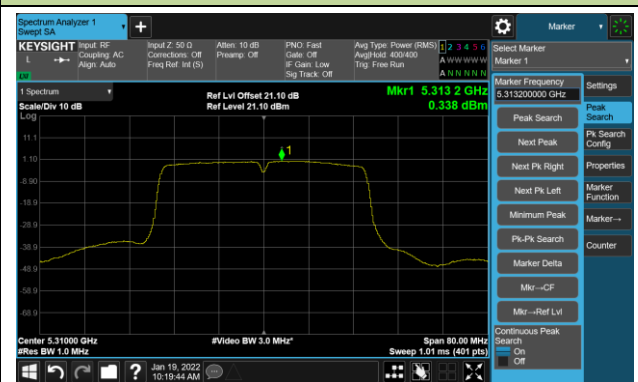 Spectrum Analyzer 1
Swept SA
+
Marker
KEYSIGHT
L
LXI
Input: RF
Coupling: AC
Align: Auto
Input Z: 50 Ω
Corrections: Off
Freq Ref: Int (S)
Atten: 10 dB
Preamp: Off
PNO: Fast
Gate: Off
IF Gain: Low
Sig Track: Off
Avg Type: Power (RMS)
Avg|Hold: 400/400
Trig: Free Run
1 2 3 4 5 6
A W W W W W
A N N N N N
Select Marker
Marker 1
1 Spectrum
Scale/Div 10 dB
Log
Ref Lvl Offset 21.10 dB
Ref Level 21.10 dBm
Mkr1 5.313 2 GHz
0.338 dBm
1
11.1
1.10
-8.90
-18.9
-28.9
-38.9
-48.9
-58.9
-68.9
Center 5.31000 GHz
#Res BW 1.0 MHz
#Video BW 3.0 MHz*
Span 80.00 MHz
Sweep 1.01 ms (401 pts)
Marker Frequency
5.313200000 GHz
Peak Search
Next Peak
Next Pk Right
Next Pk Left
Minimum Peak
Pk-Pk Search
Marker Delta
Mkr→CF
Mkr→Ref Lvl
Continuous Peak
Search
On
Off
Settings
Peak
Search
Pk Search
Config
Properties
Marker
Function
Marker→
Counter
?
Jan 19, 2022
10:19:44 AM